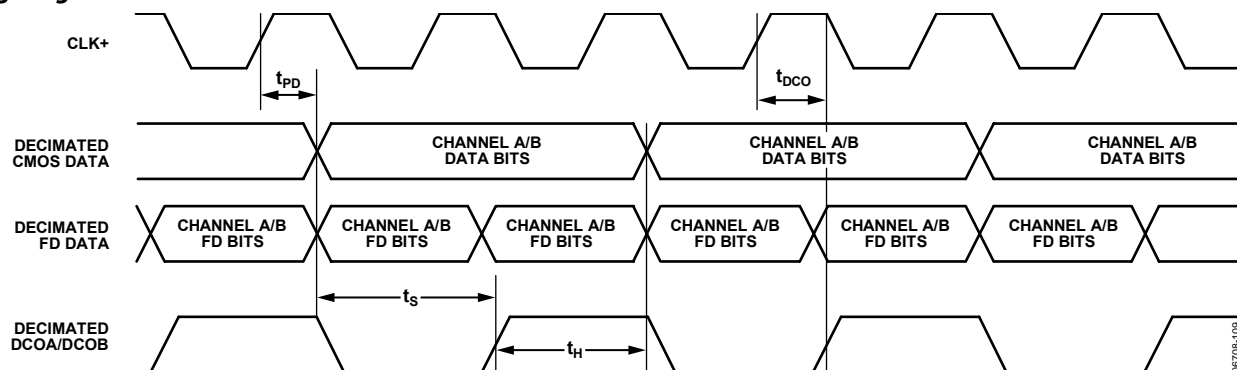 CLK+
tPD
tDCO
DECIMATED
CMOS DATA
CHANNEL A/B
DATA BITS
CHANNEL A/B
DATA BITS
CHANNEL A/B
DATA BITS
DECIMATED
FD DATA
CHANNEL A/B
FD BITS
CHANNEL A/B
FD BITS
CHANNEL A/B
FD BITS
CHANNEL A/B
FD BITS
CHANNEL A/B
FD BITS
CHANNEL A/B
FD BITS
tS
DECIMATED
DCOA/DCOB
tH
06708-109